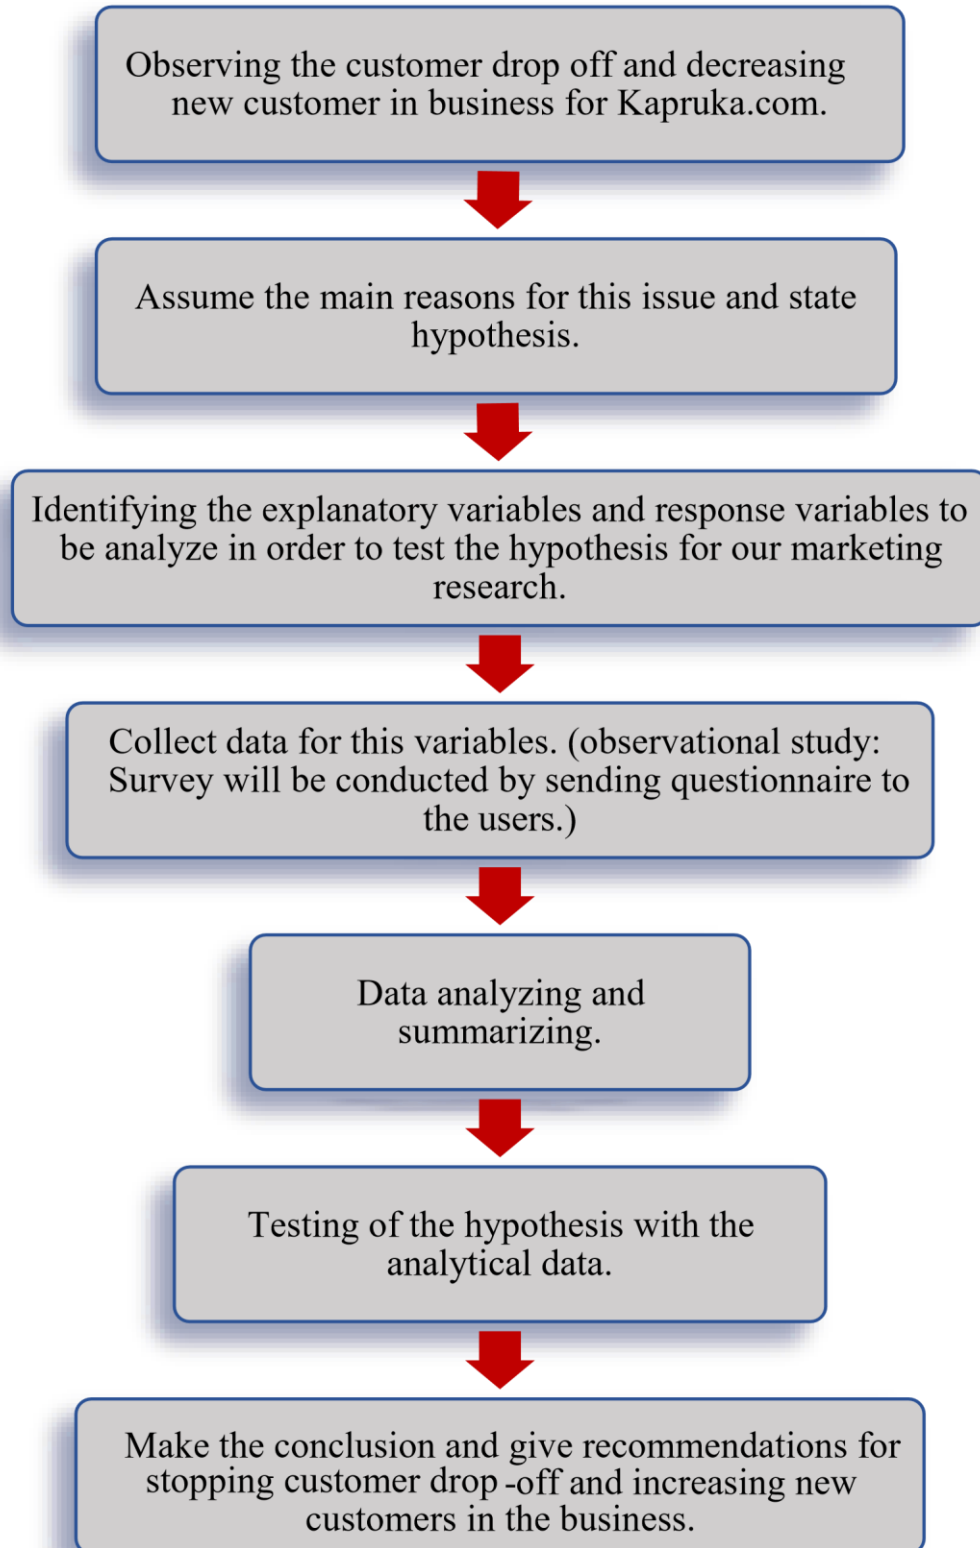 Observing the customer drop off and decreasing
new customer in business for Kapruka.com.
Assume the main reasons for this issue and state
hypothesis.
Identifying the explanatory variables and response variables to
be analyze in order to test the hypothesis for our marketing
research.
Collect data for this variables. (observational study:
Survey will be conducted by sending questionnaire to
the users.)
Data analyzing and
summarizing.
Testing of the hypothesis with the
analytical data.
Make the conclusion and give recommendations for
stopping customer drop -off and increasing new
customers in the business.